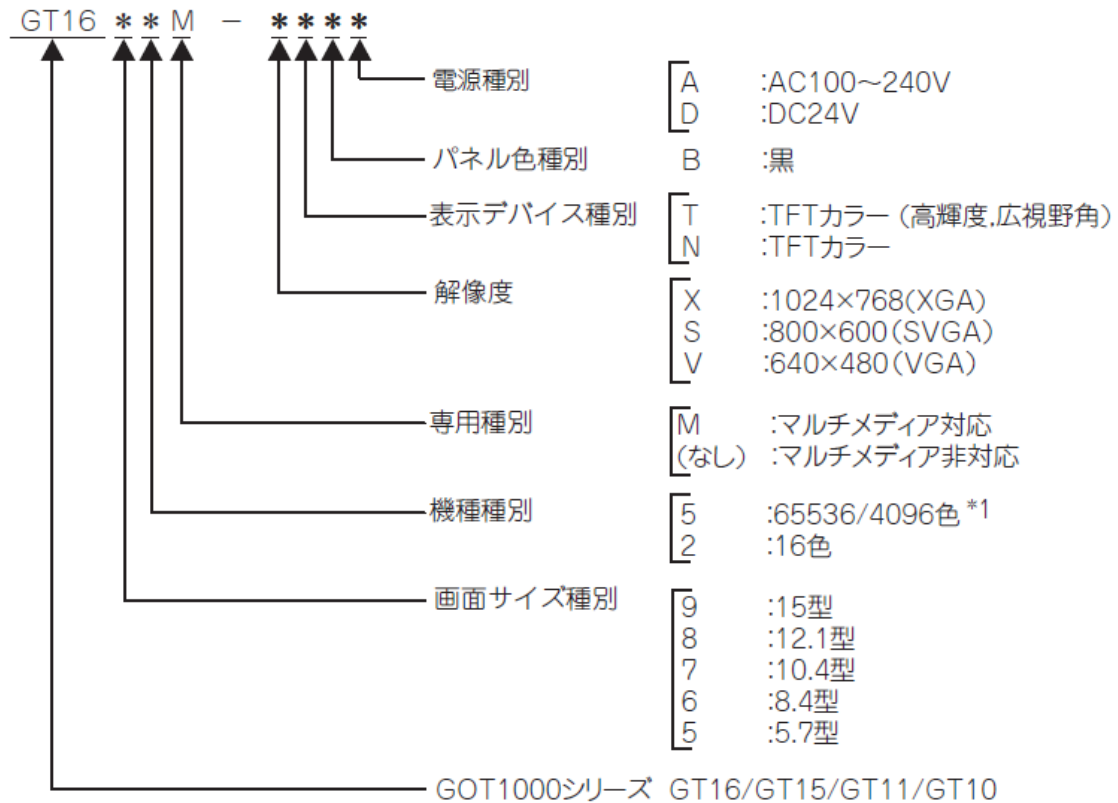 GT16 * * M - * * * *
電源種別 A :AC100～240V
D :DC24V
パネル色種別 B :黒
表示デバイス種別 T :TFTカラー (高輝度,広視野角)
N :TFTカラー
解像度 X :1024×768(XGA)
S :800×600(SVGA)
V :640×480(VGA)
専用種別 M :マルチメディア対応
(なし) :マルチメディア非対応
機種種別 5 :65536/4096色 *1
2 :16色
画面サイズ種別 9 :15型
8 :12.1型
7 :10.4型
6 :8.4型
5 :5.7型
GOT1000シリーズ GT16/GT15/GT11/GT10